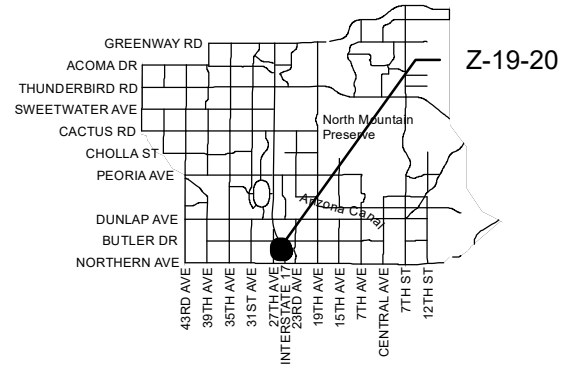 Z-19-20
GREENWAY RD
ACOMA DR
THUNDERBIRD RD
SWEETWATER AVE
CACTUS RD
CHOLLA ST
PEORIA AVE
DUNLAP AVE
BUTLER DR
NORTHERN AVE
North Mountain
Preserve
Arizona Canal
43RD AVE
39TH AVE
35TH AVE
31ST AVE
27TH AVE
INTERSTATE 17
23RD AVE
19TH AVE
15TH AVE
7TH AVE
CENTRAL AVE
7TH ST
12TH ST